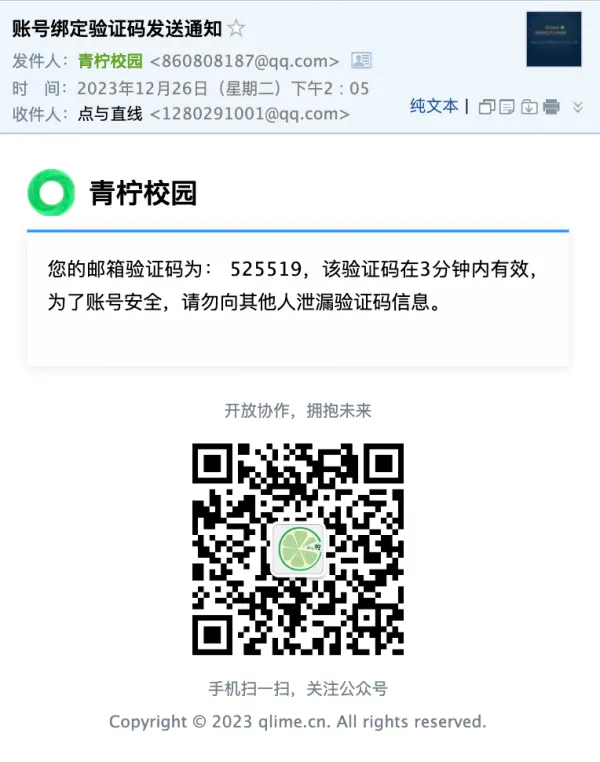 账号绑定验证码发送通知
发件人：青柠校园 <860808187@qq.com>
时　间：2023年12月26日（星期二）下午2：05
收件人：点与直线 <1280291001@qq.com>
纯文本 |
青柠校园
您的邮箱验证码为： 525519，该验证码在3分钟内有效，
为了账号安全，请勿向其他人泄漏验证码信息。
开放协作，拥抱未来
手机扫一扫，关注公众号
Copyright © 2023 qlime.cn. All rights reserved.